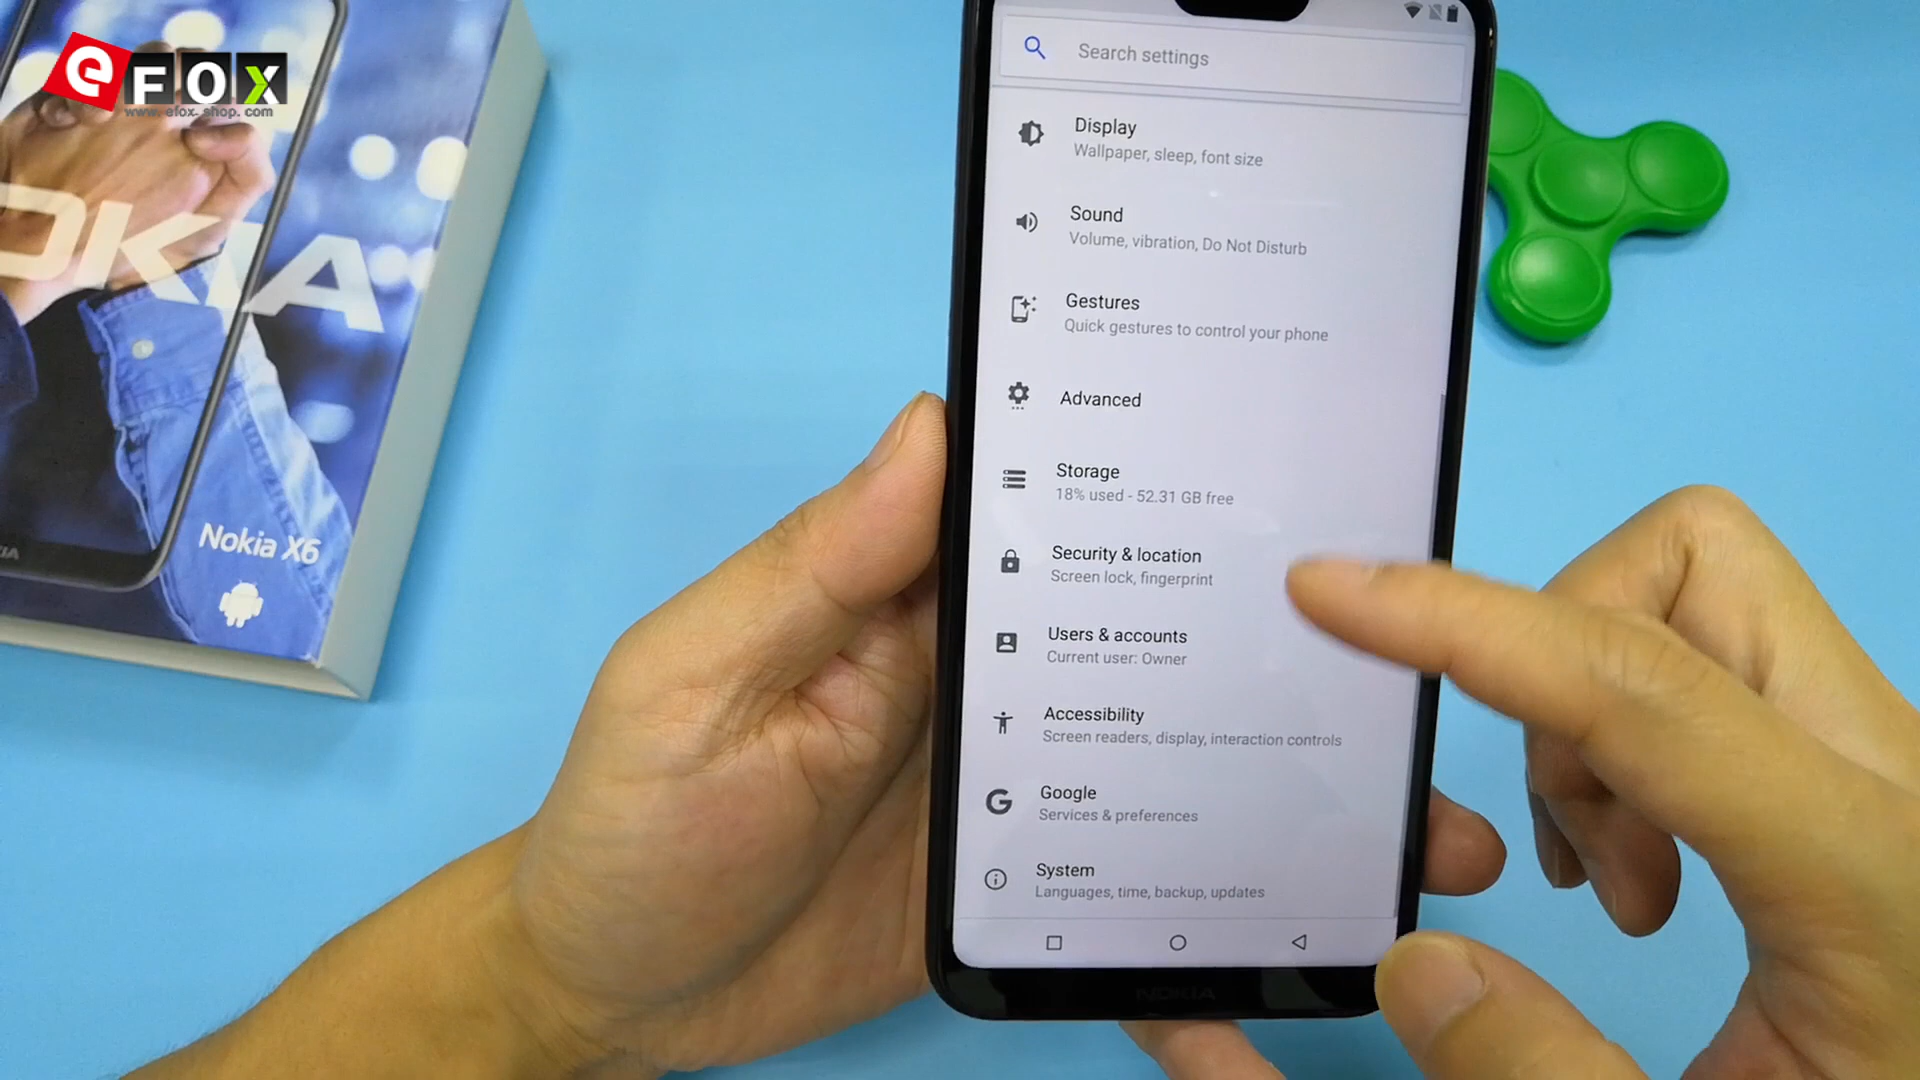 eFOX
www. efox-shop. com
NOKIA
Nokia X6
Search settings
Display
Wallpaper, sleep, font size
Sound
Volume, vibration, Do Not Disturb
Gestures
Quick gestures to control your phone
Advanced
Storage
18% used - 52.31 GB free
Security & location
Screen lock, fingerprint
Users & accounts
Current user: Owner
Accessibility
Screen readers, display, interaction controls
Google
Services & preferences
System
Languages, time, backup, updates
NOKIA